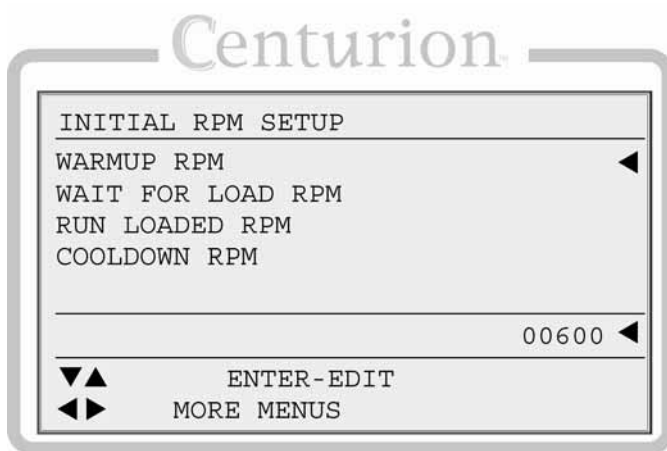 Centurion™
INITIAL RPM SETUP
WARMUP RPM ◀
WAIT FOR LOAD RPM
RUN LOADED RPM
COOLDOWN RPM
00600 ◀
▼▲ ENTER-EDIT
◀▶ MORE MENUS